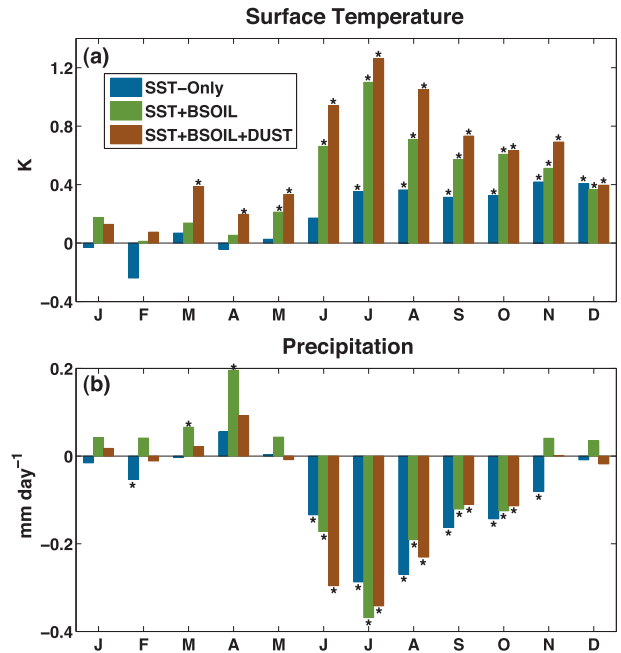 Surface Temperature
(a)
SST−Only
SST+BSOIL
SST+BSOIL+DUST
K
1.2
0.8
0.4
0
−0.4
J F M A M J J A S O N D
Precipitation
(b)
mm day−1
0.2
0
−0.2
−0.4
J F M A M J J A S O N D